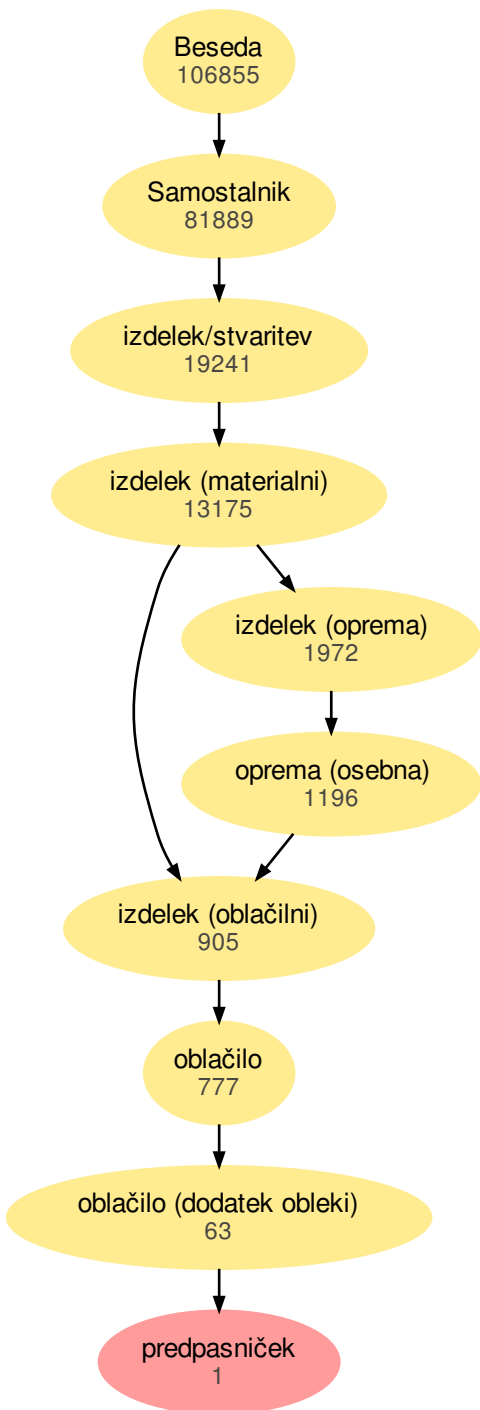 Beseda
106855
Samostalnik
81889
izdelek/stvaritev
19241
izdelek (materialni)
13175
izdelek (oprema)
1972
oprema (osebna)
1196
izdelek (oblačilni)
905
oblačilo
777
oblačilo (dodatek obleki)
63
predpasniček
1